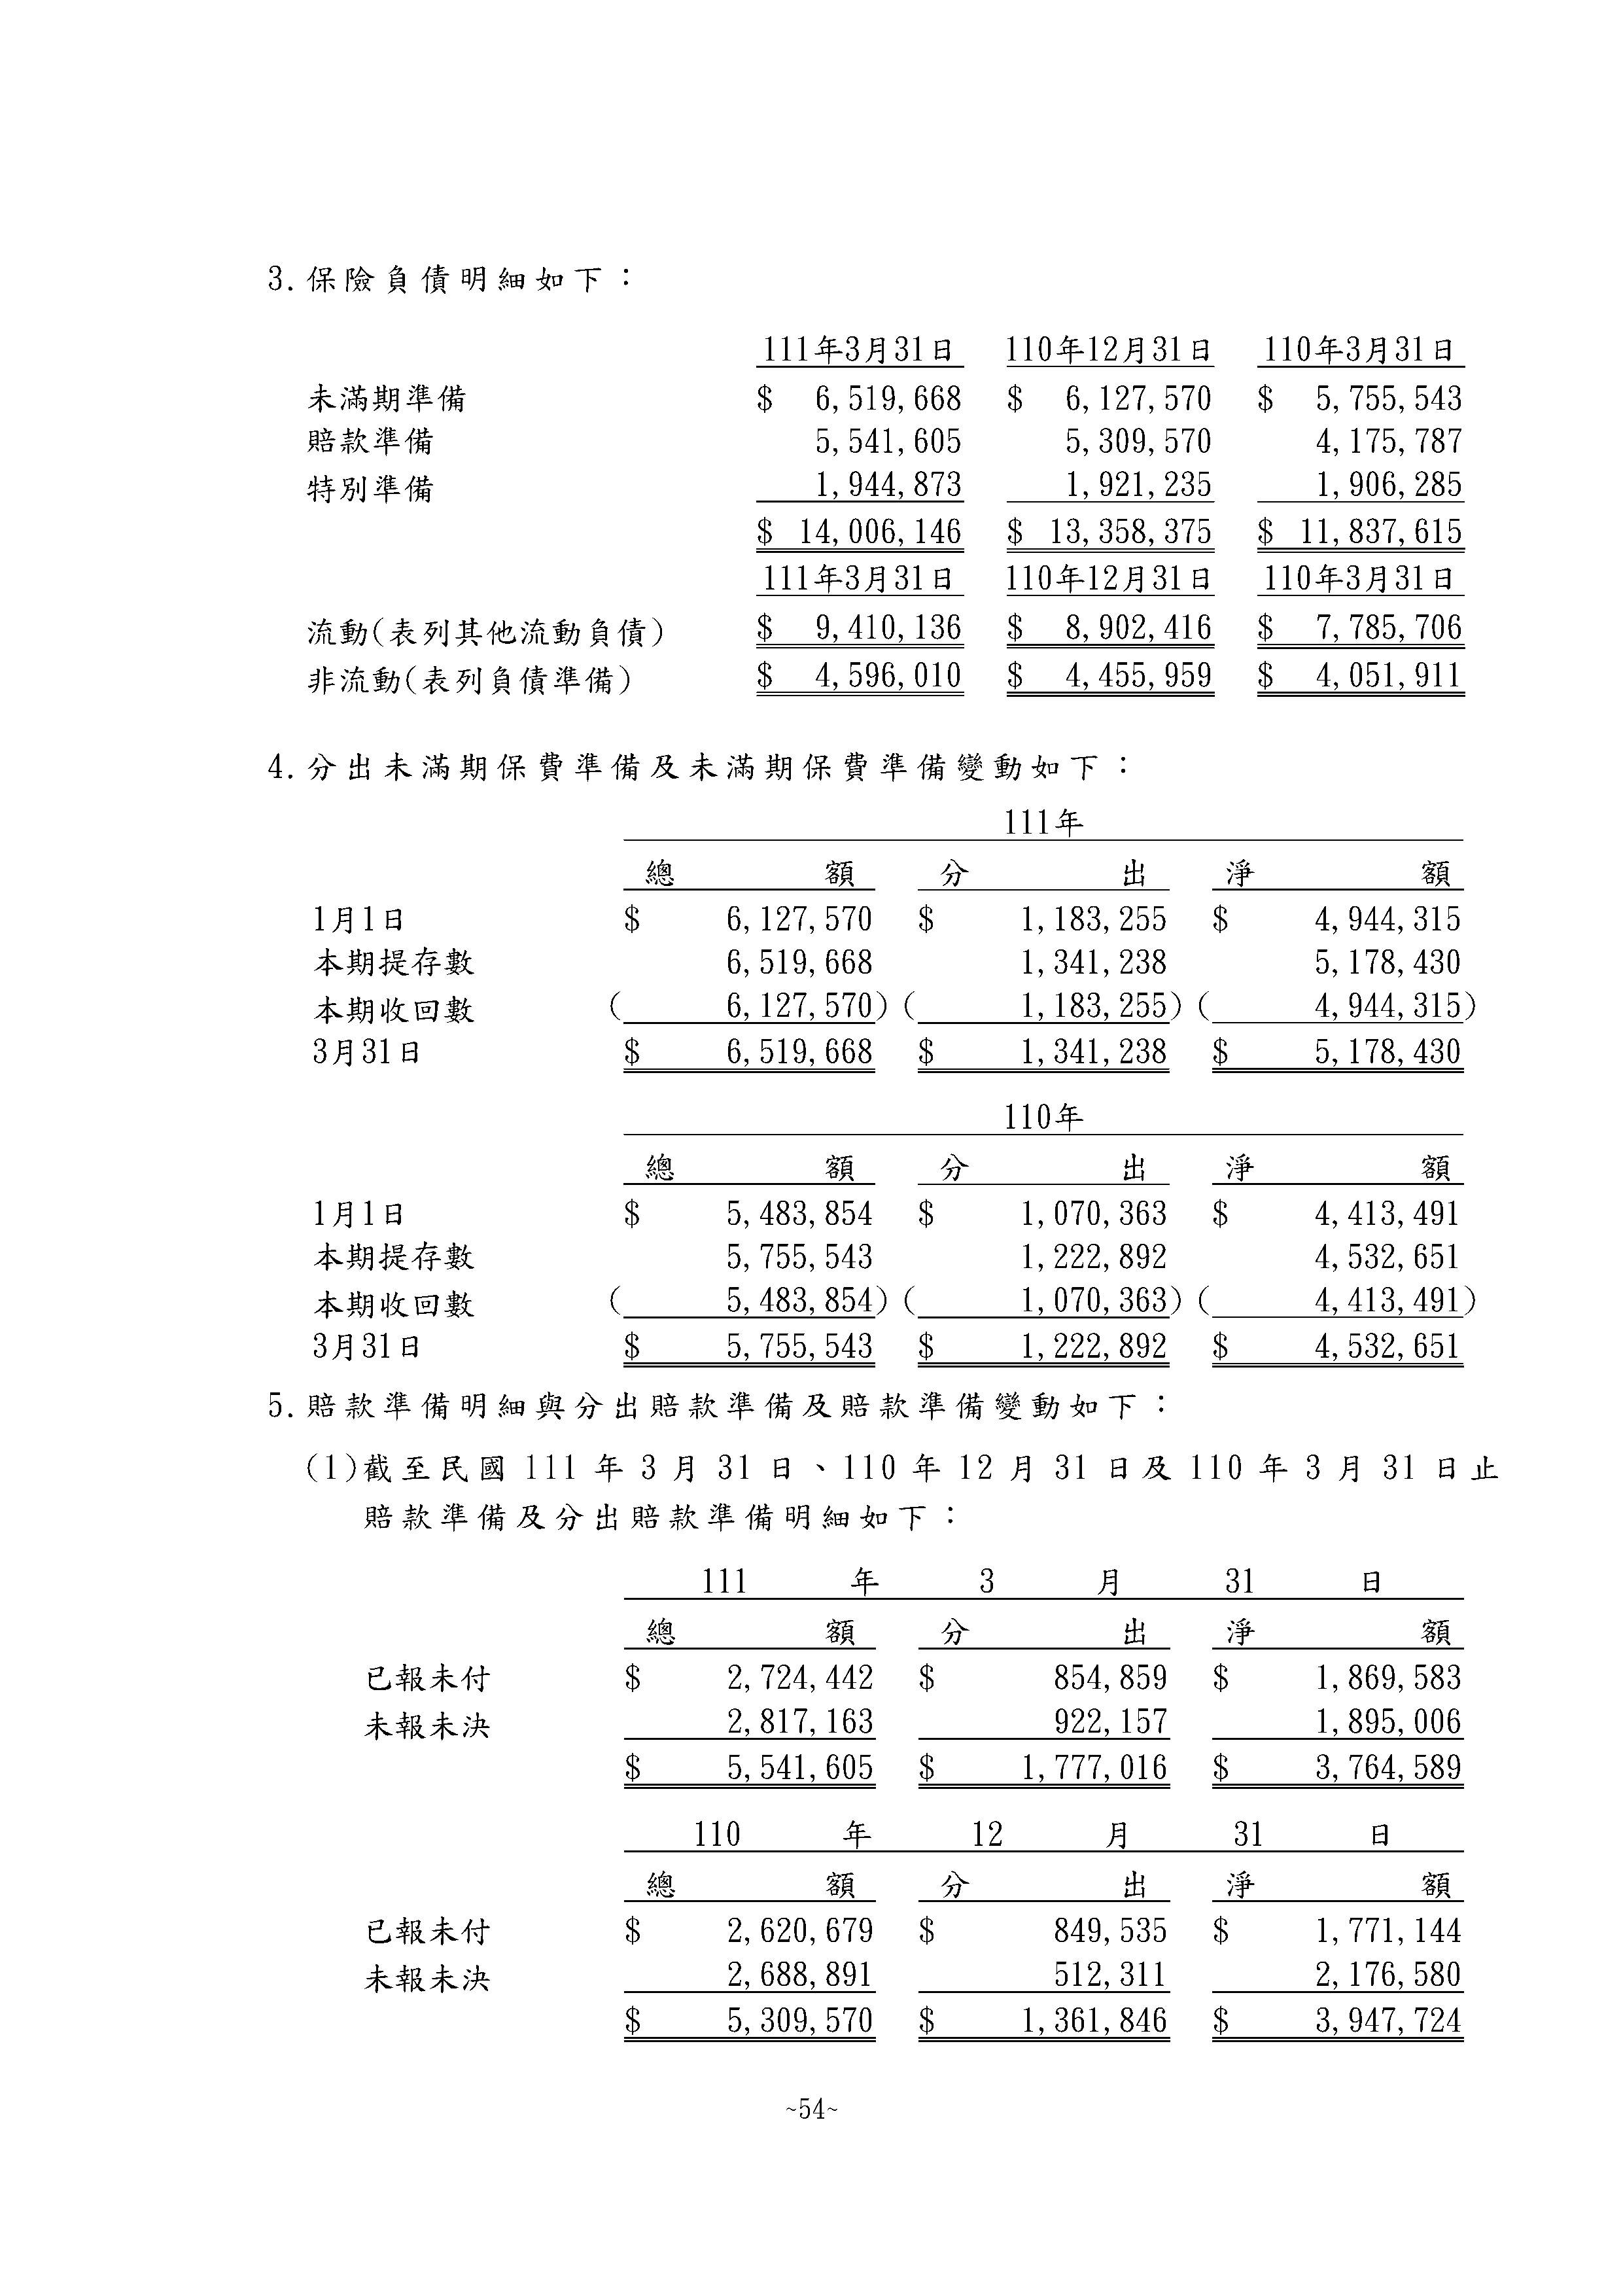 3.保險負債明細如下：
111年3月31日 110年12月31日 110年3月31日
未滿期準備 $ 6,519,668 $ 6,127,570 $ 5,755,543
賠款準備 5,541,605 5,309,570 4,175,787
特別準備 1,944,873 1,921,235 1,906,285
$ 14,006,146 $ 13,358,375 $ 11,837,615
111年3月31日 110年12月31日 110年3月31日
流動(表列其他流動負債) $ 9,410,136 $ 8,902,416 $ 7,785,706
非流動(表列負債準備) $ 4,596,010 $ 4,455,959 $ 4,051,911
4.分出未滿期保費準備及未滿期保費準備變動如下：
111年
總額 分出 淨額
1月1日 $ 6,127,570 $ 1,183,255 $ 4,944,315
本期提存數 6,519,668 1,341,238 5,178,430
本期收回數 ( 6,127,570) ( 1,183,255) ( 4,944,315)
3月31日 $ 6,519,668 $ 1,341,238 $ 5,178,430
110年
總額 分出 淨額
1月1日 $ 5,483,854 $ 1,070,363 $ 4,413,491
本期提存數 5,755,543 1,222,892 4,532,651
本期收回數 ( 5,483,854) ( 1,070,363) ( 4,413,491)
3月31日 $ 5,755,543 $ 1,222,892 $ 4,532,651
5.賠款準備明細與分出賠款準備及賠款準備變動如下：
(1)截至民國 111 年 3 月 31 日、110 年 12 月 31 日及 110 年 3 月 31 日止
賠款準備及分出賠款準備明細如下：
111 年 3 月 31 日
總額 分出 淨額
已報未付 $ 2,724,442 $ 854,859 $ 1,869,583
未報未決 2,817,163 922,157 1,895,006
$ 5,541,605 $ 1,777,016 $ 3,764,589
110 年 12 月 31 日
總額 分出 淨額
已報未付 $ 2,620,679 $ 849,535 $ 1,771,144
未報未決 2,688,891 512,311 2,176,580
$ 5,309,570 $ 1,361,846 $ 3,947,724
~54~